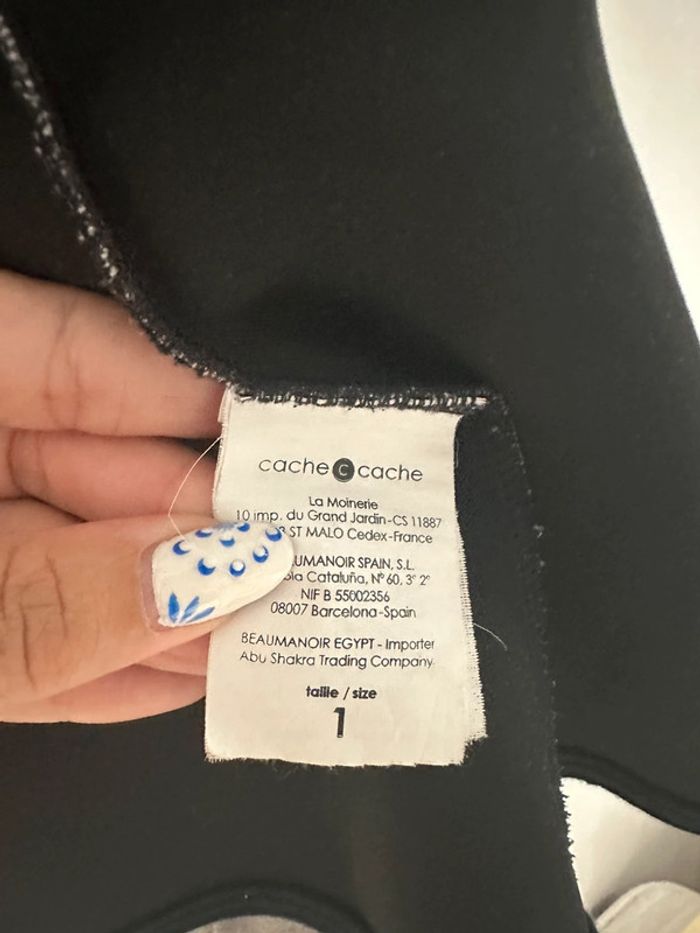 cache c cache
La Moinerie
10 imp. du Grand Jardin-CS 11887
ST MALO Cedex-France
UMANOIR SPAIN, S.L.
Cataluña, Nº 60, 3º 2º
NIF B 55002356
08007 Barcelona-Spain
BEAUMANOIR EGYPT - Importer
Abu Shakra Trading Company
taille / size
1